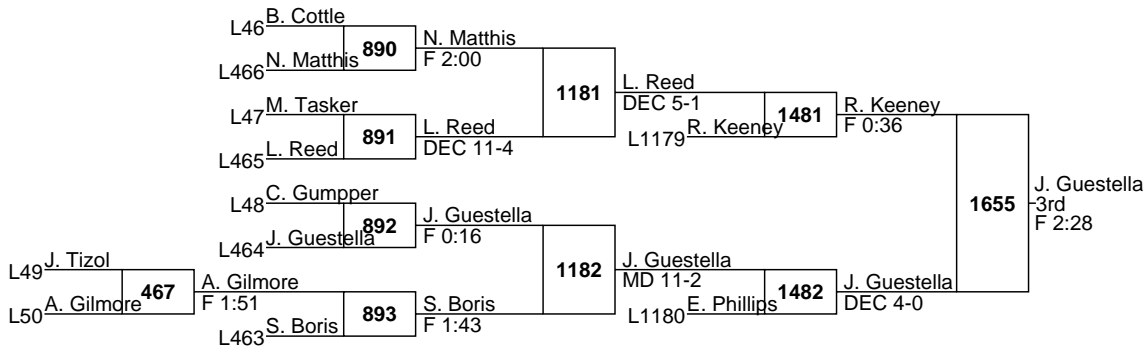 L46 B. Cottle
890
N. Matthis
F 2:00
L466 N. Matthis
1181
L. Reed
DEC 5-1
L47 M. Tasker
891
L. Reed
DEC 11-4
L465 L. Reed
1481
R. Keeney
F 0:36
L1179 R. Keeney
L48 C. Gumpper
892
J. Guestella
F 0:16
L464 J. Guestella
1655
J. Guestella
3rd
F 2:28
L49 J. Tizol
467
A. Gilmore
F 1:51
L50 A. Gilmore
1182
J. Guestella
MD 11-2
893
S. Boris
F 1:43
L463 S. Boris
1482
J. Guestella
DEC 4-0
L1180 E. Phillips